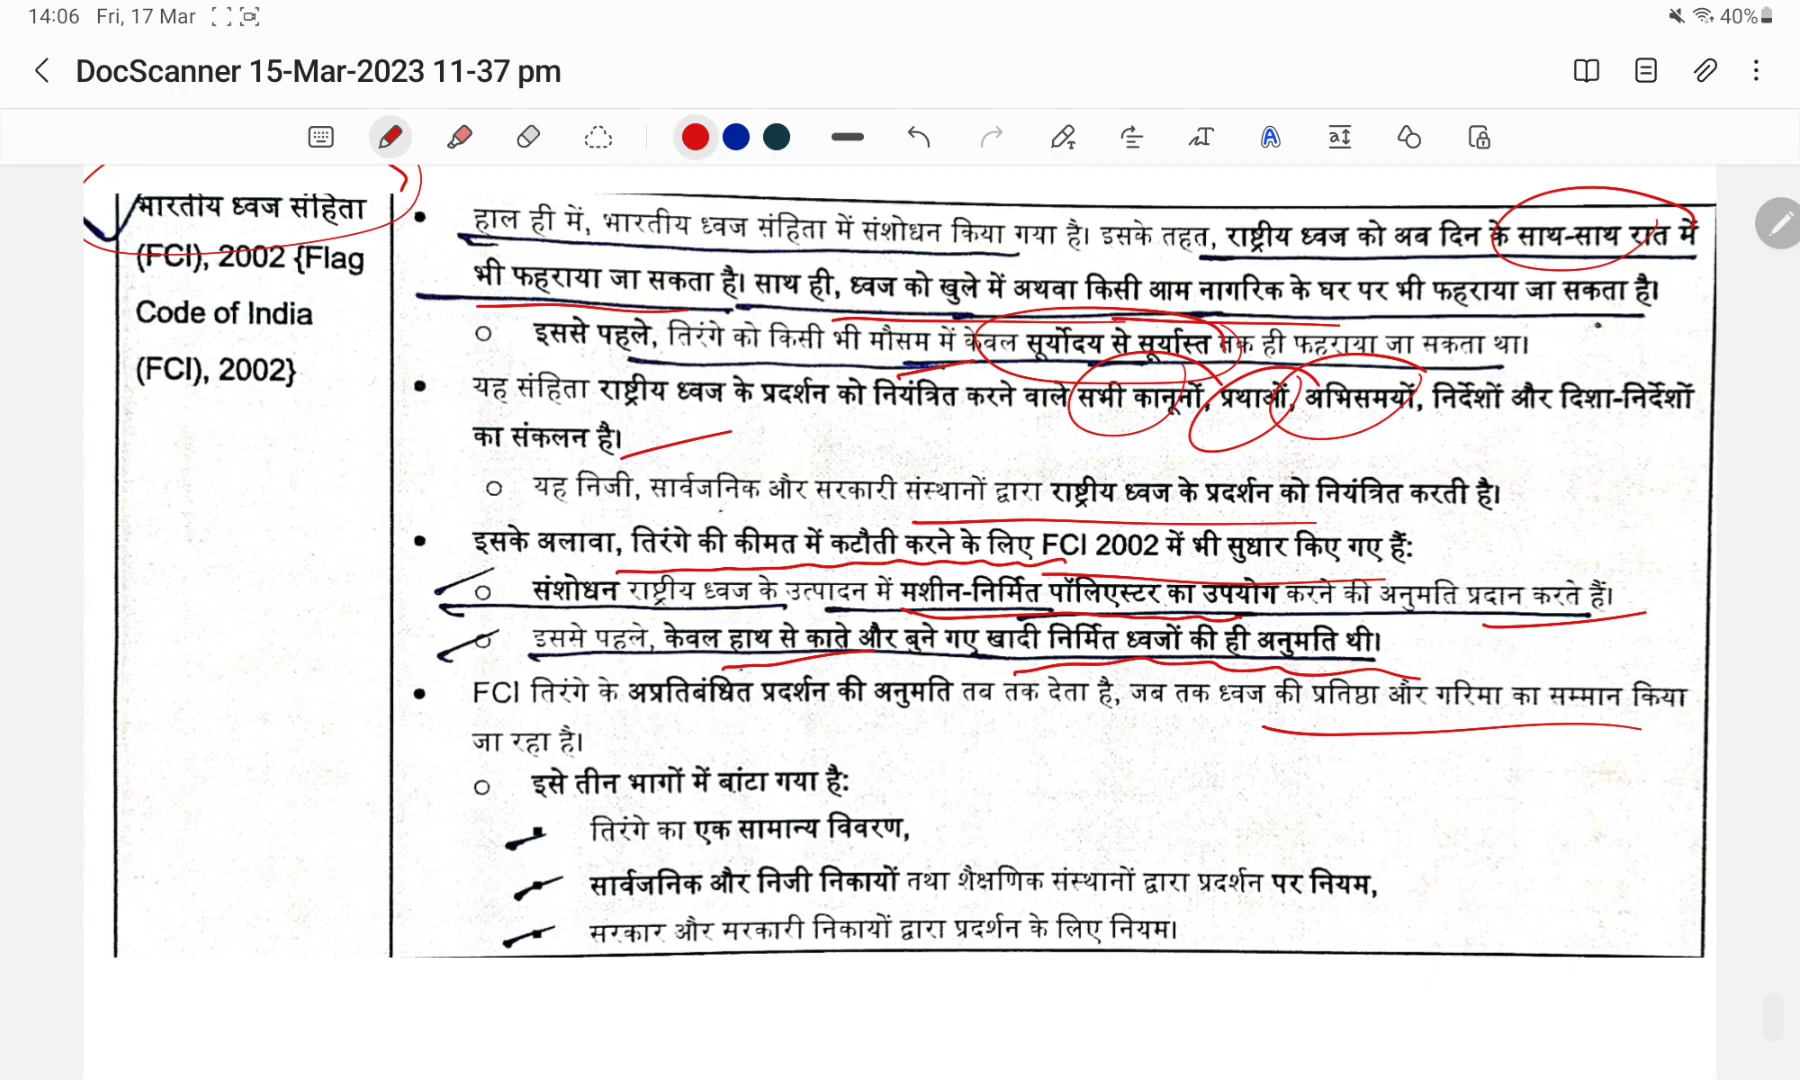 14:06 Fri, 17 Mar
40%
DocScanner 15-Mar-2023 11-37 pm
भारतीय ध्वज संहिता
(FCI), 2002 {Flag
Code of India
(FCI), 2002}
• हाल ही में, भारतीय ध्वज संहिता में संशोधन किया गया है। इसके तहत, राष्ट्रीय ध्वज को अब दिन के साथ-साथ रात में
भी फहराया जा सकता है। साथ ही, ध्वज को खुले में अथवा किसी आम नागरिक के घर पर भी फहराया जा सकता है।
○ इससे पहले, तिरंगे को किसी भी मौसम में केवल सूर्योदय से सूर्यास्त तक ही फहराया जा सकता था।
• यह संहिता राष्ट्रीय ध्वज के प्रदर्शन को नियंत्रित करने वाले सभी कानूनों, प्रथाओं, अभिसमयों, निर्देशों और दिशा-निर्देशों
का संकलन है।
○ यह निजी, सार्वजनिक और सरकारी संस्थानों द्वारा राष्ट्रीय ध्वज के प्रदर्शन को नियंत्रित करती है।
• इसके अलावा, तिरंगे की कीमत में कटौती करने के लिए FCI 2002 में भी सुधार किए गए हैं:
○ संशोधन राष्ट्रीय ध्वज के उत्पादन में मशीन-निर्मित पॉलिएस्टर का उपयोग करने की अनुमति प्रदान करते हैं।
○ इससे पहले, केवल हाथ से काते और बुने गए खादी निर्मित ध्वजों की ही अनुमति थी।
• FCI तिरंगे के अप्रतिबंधित प्रदर्शन की अनुमति तब तक देता है, जब तक ध्वज की प्रतिष्ठा और गरिमा का सम्मान किया
जा रहा है।
○ इसे तीन भागों में बांटा गया है:
▪ तिरंगे का एक सामान्य विवरण,
▪ सार्वजनिक और निजी निकायों तथा शैक्षणिक संस्थानों द्वारा प्रदर्शन पर नियम,
▪ सरकार और सरकारी निकायों द्वारा प्रदर्शन के लिए नियम।